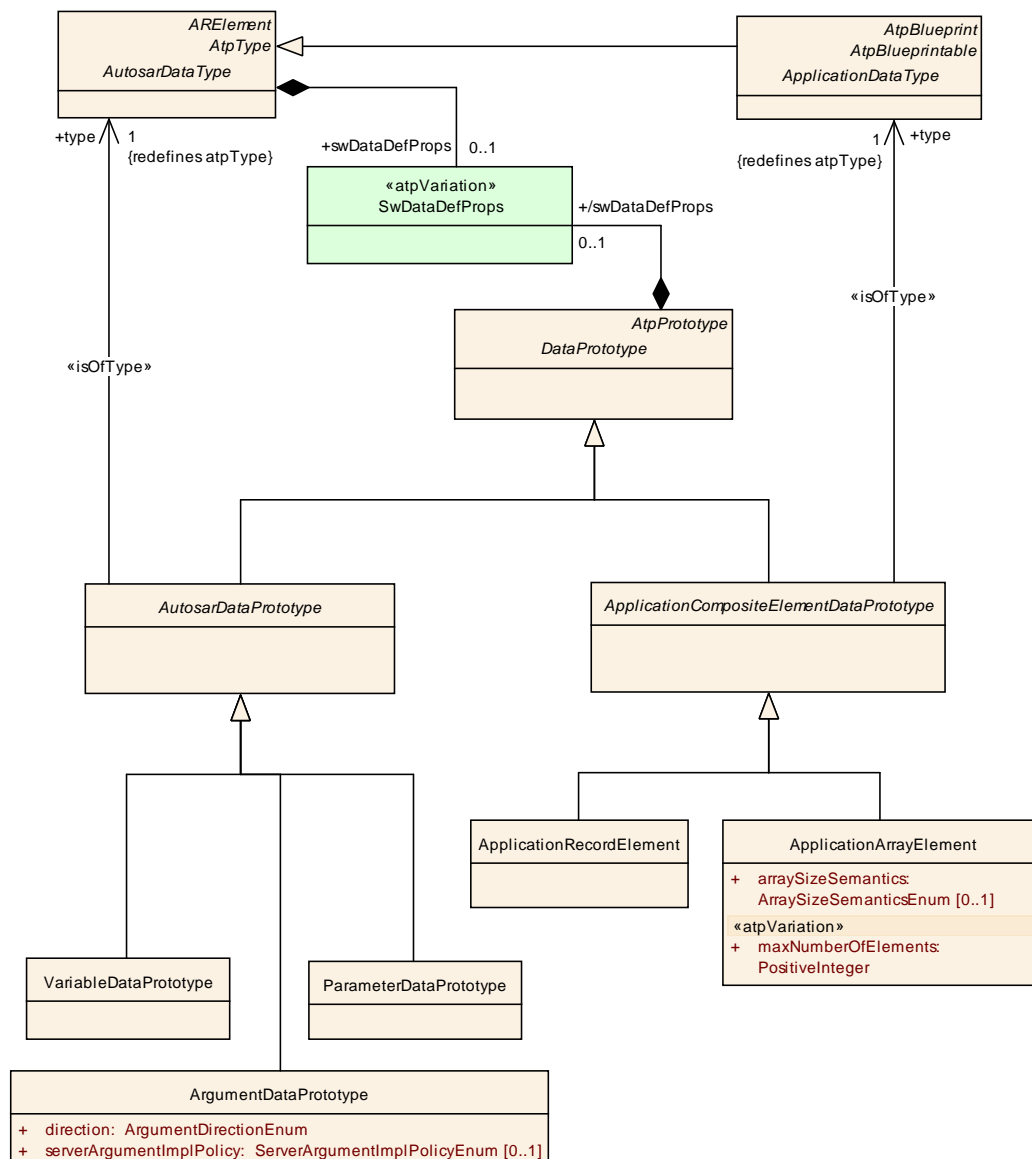 ARElement
AtpType
AutosarDataType
AtpBlueprint
AtpBlueprintable
ApplicationDataType
+type
1
{redefines atpType}
+swDataDefProps
0..1
1
+type
{redefines atpType}
«atpVariation»
SwDataDefProps
+/swDataDefProps
0..1
«isOfType»
AtpPrototype
DataPrototype
«isOfType»
AutosarDataPrototype
ApplicationCompositeElementDataPrototype
ApplicationRecordElement
ApplicationArrayElement
+ arraySizeSemantics:
ArraySizeSemanticsEnum [0..1]
«atpVariation»
+ maxNumberOfElements:
PositiveInteger
VariableDataPrototype
ParameterDataPrototype
ArgumentDataPrototype
+ direction: ArgumentDirectionEnum
+ serverArgumentImplPolicy: ServerArgumentImplPolicyEnum [0..1]